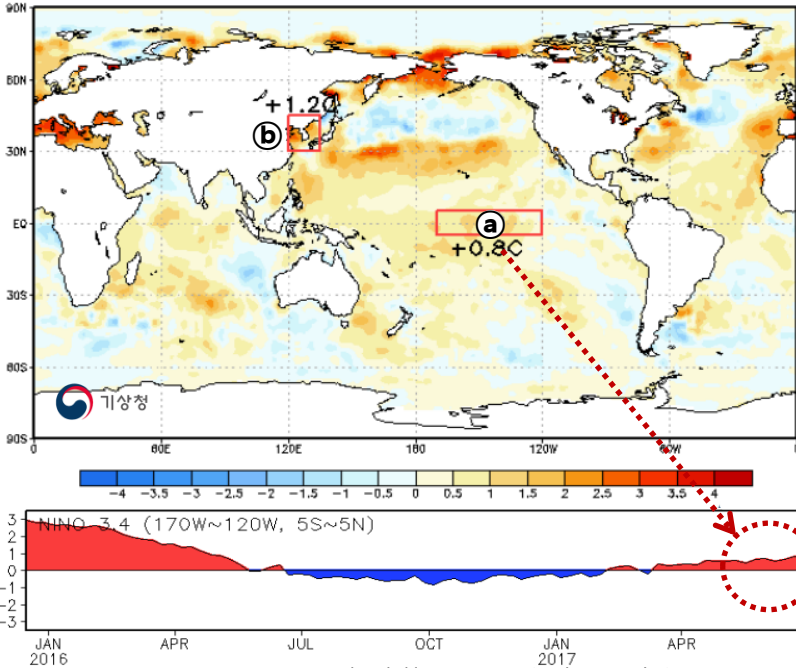 90N
60N
30N
EQ
30S
60S
90S
+1.2C
ⓑ
ⓐ
+0.8C
기상청
0 60E 120E 180 120W 60W
-4 -3.5 -3 -2.5 -2 -1.5 -1 -0.5 0 0.5 1 1.5 2 2.5 3 3.5 4
NINO 3.4 (170W~120W, 5S~5N)
3
2
1
0
-1
-2
-3
JAN APR JUL OCT JAN APR
2016 2017